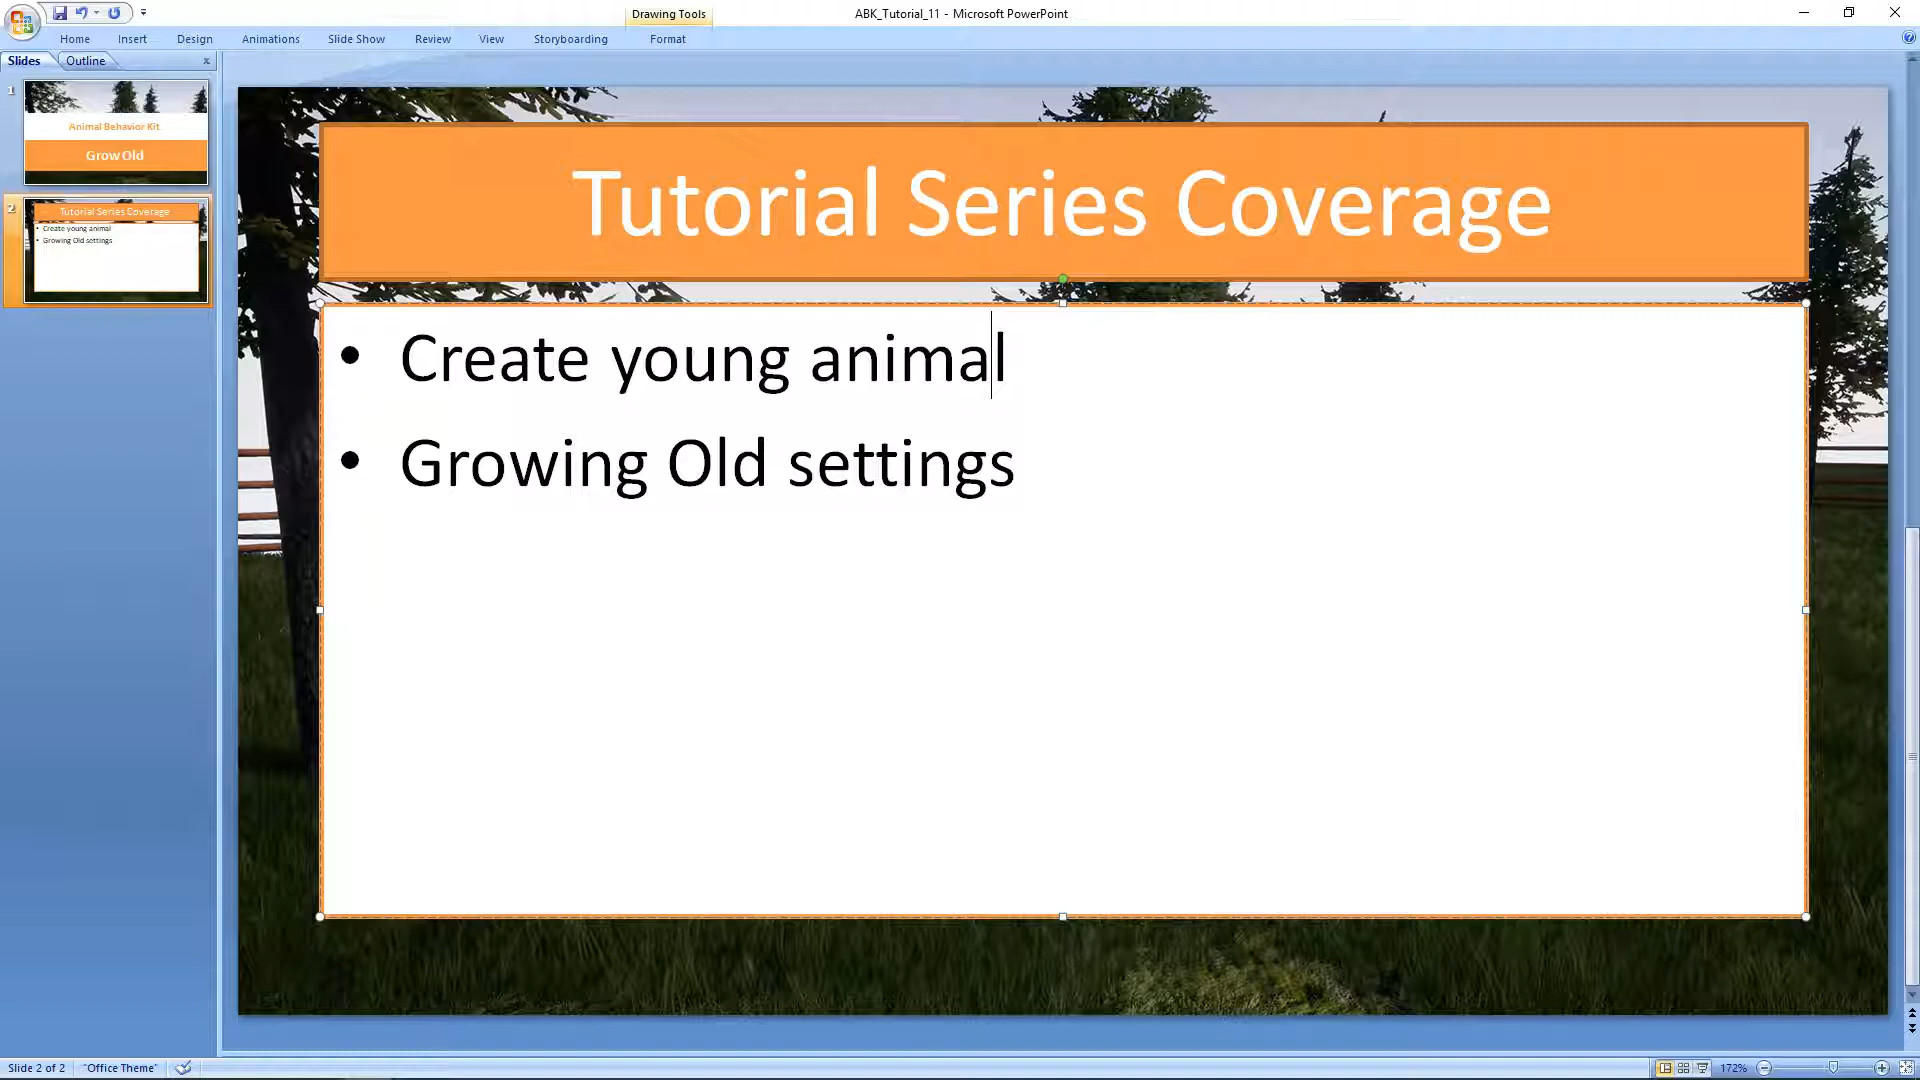 Drawing Tools
ABK_Tutorial_11 - Microsoft PowerPoint
Home Insert Design Animations Slide Show Review View Storyboarding Format
Slides Outline
1
Animal Behavior Kit
Grow Old
2
Tutorial Series Coverage
• Create young animal
• Growing Old settings
Tutorial Series Coverage
• Create young animal
• Growing Old settings
Slide 2 of 2 "Office Theme" 172%